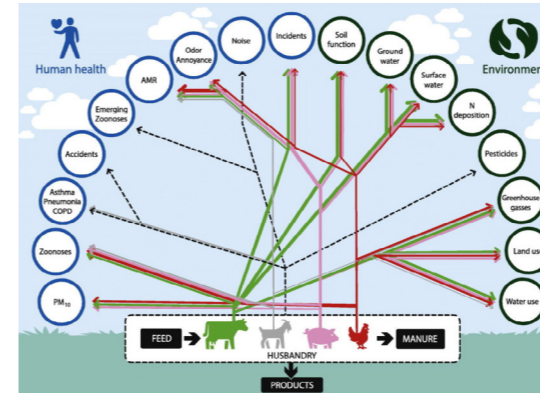 Human health
Environment
Noise
Incidents
Odor
Annoyance
Soil
function
AMR
Ground
water
Surface
water
Emerging
Zoonoses
N
deposition
Accidents
Pesticides
Asthma
Pneumonia
COPD
Greenhouse
gasses
Zoonoses
Land use
PM10
Water use
FEED
MANURE
HUSBANDRY
PRODUCTS